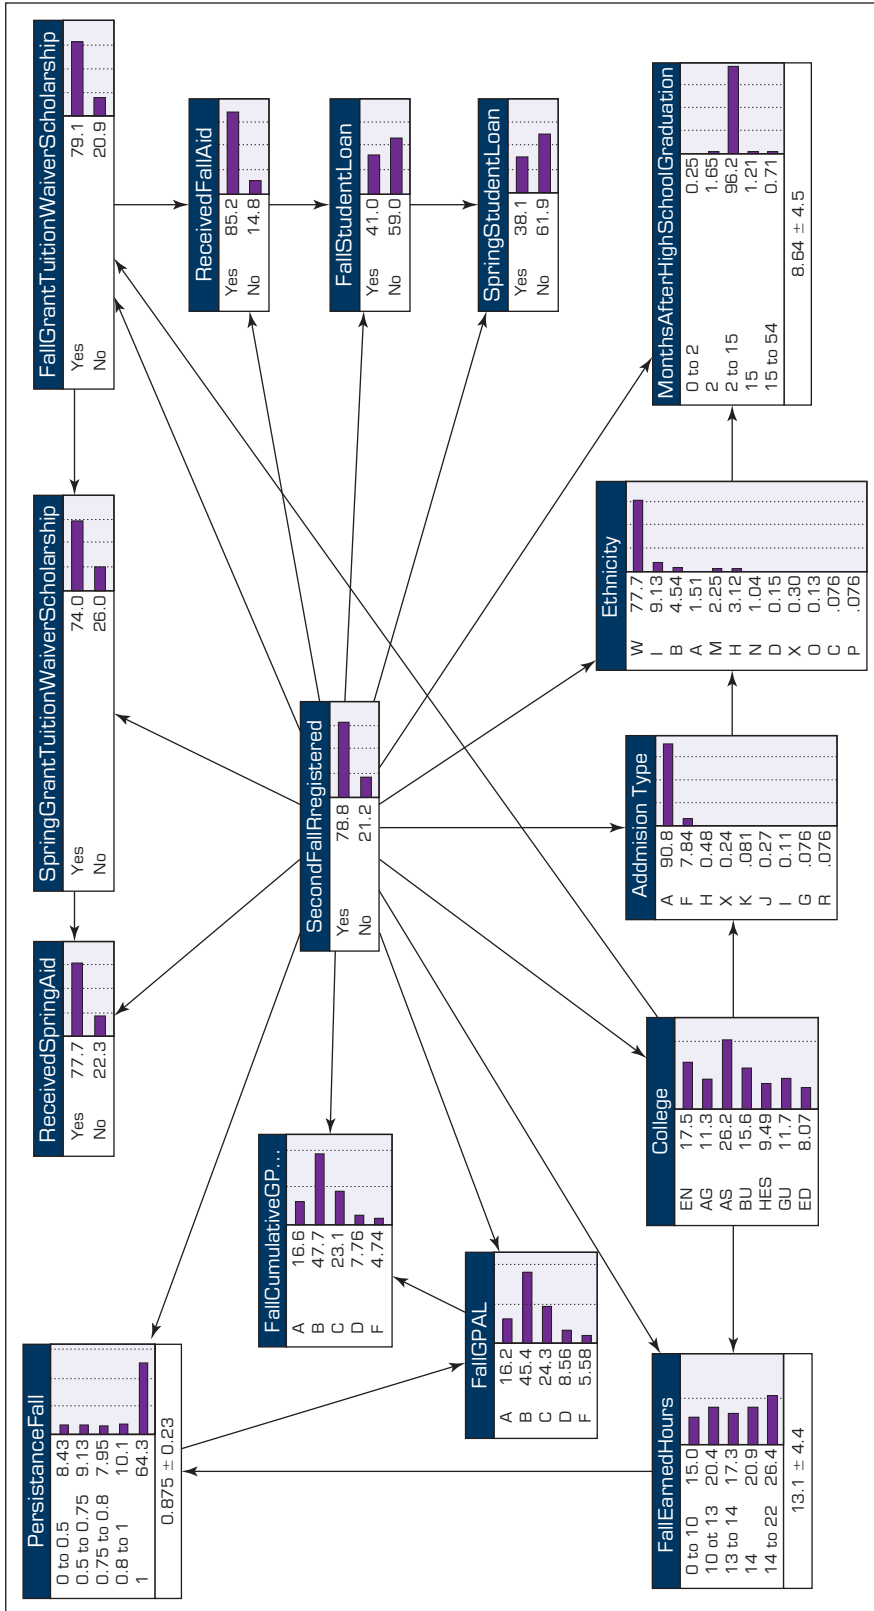 PersistanceFall
0 to 0.5 8.43
0.5 to 0.75 9.13
0.75 to 0.8 7.95
0.8 to 1 10.1
1 64.3
0.875 ± 0.23
ReceivedSpringAid
Yes 77.7
No 22.3
SpringGrantTuitionWaiverScholarship
Yes 74.0
No 26.0
FallGrantTuitionWaiverScholarship
Yes 79.1
No 20.9
FallCumulativeGP...
A 16.6
B 47.7
C 23.1
D 7.76
F 4.74
SecondFallRregistered
Yes 78.8
No 21.2
ReceivedFallAid
Yes 85.2
No 14.8
FallStudentLoan
Yes 41.0
No 59.0
SpringStudentLoan
Yes 38.1
No 61.9
FallGPAL
A 16.2
B 45.4
C 24.3
D 8.56
F 5.58
FallEarnedHours
0 to 10 15.0
10 ot 13 20.4
13 to 14 17.3
14 20.9
14 to 22 26.4
13.1 ± 4.4
College
EN 17.5
AG 11.3
AS 26.2
BU 15.6
HES 9.49
GU 11.7
ED 8.07
Addmision Type
A 90.8
F 7.84
H 0.48
X 0.24
K .081
J 0.27
I 0.11
G .076
R .076
Ethnicity
W 77.7
I 9.13
B 4.54
A 1.51
M 2.25
H 3.12
N 1.04
D 0.15
X 0.30
O 0.13
C .076
P .076
MonthsAfterHighSchoolGraduation
0 to 2 0.25
2 1.65
2 to 15 96.2
15 1.21
15 to 54 0.71
8.64 ± 4.5